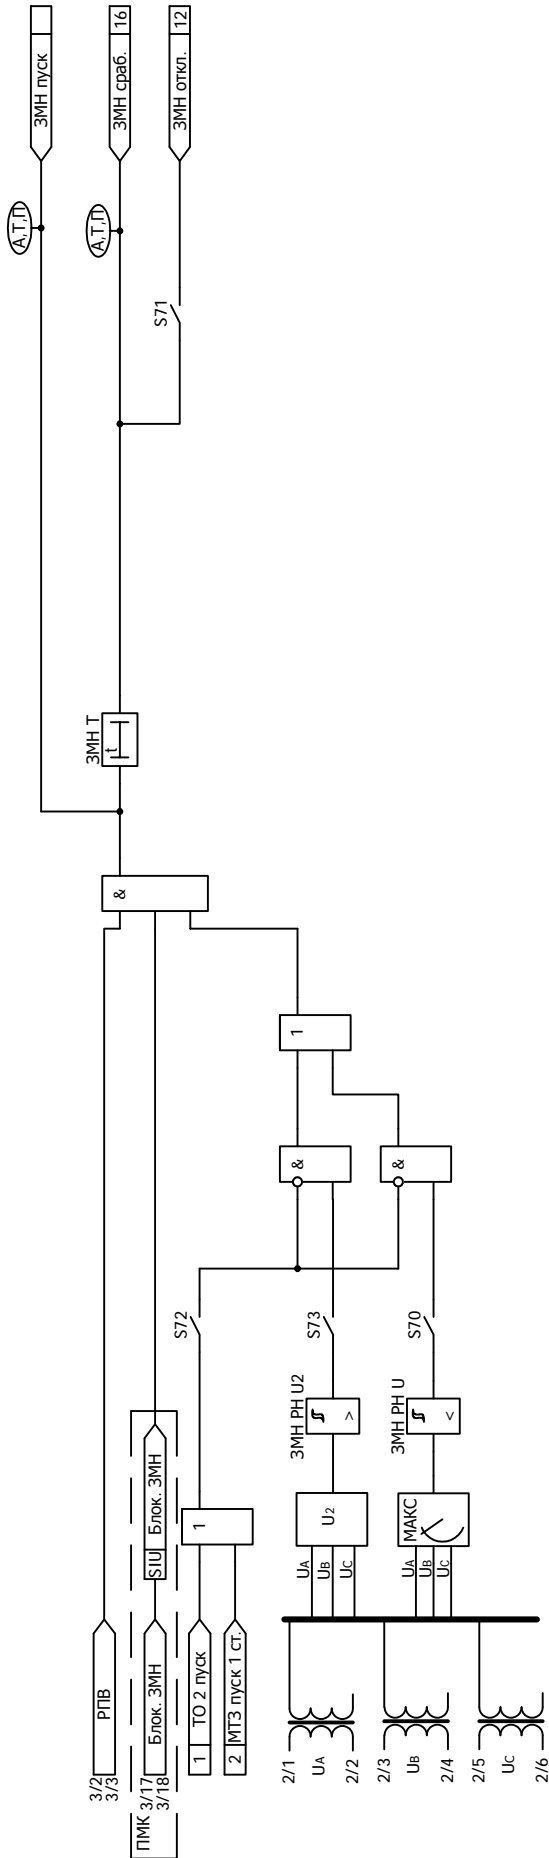 ЗМН пуск
ЗМН сраб. 16
ЗМН откл. 12
А,Т,П
А,Т,П
S71
ЗМН Т
t
&
1
&
&
S72
S73
S70
ЗМН РН U2
>
ЗМН РН U
<
SIU Блок. ЗМН
1
U2
МАКС
UA
UB
UC
UA
UB
UC
3/2
3/3
РПВ
ПМК
3/17
3/18
Блок. ЗМН
1 ТО 2 пуск
2 МТЗ пуск 1 ст.
2/1
UA
2/2
2/3
UB
2/4
2/5
UC
2/6